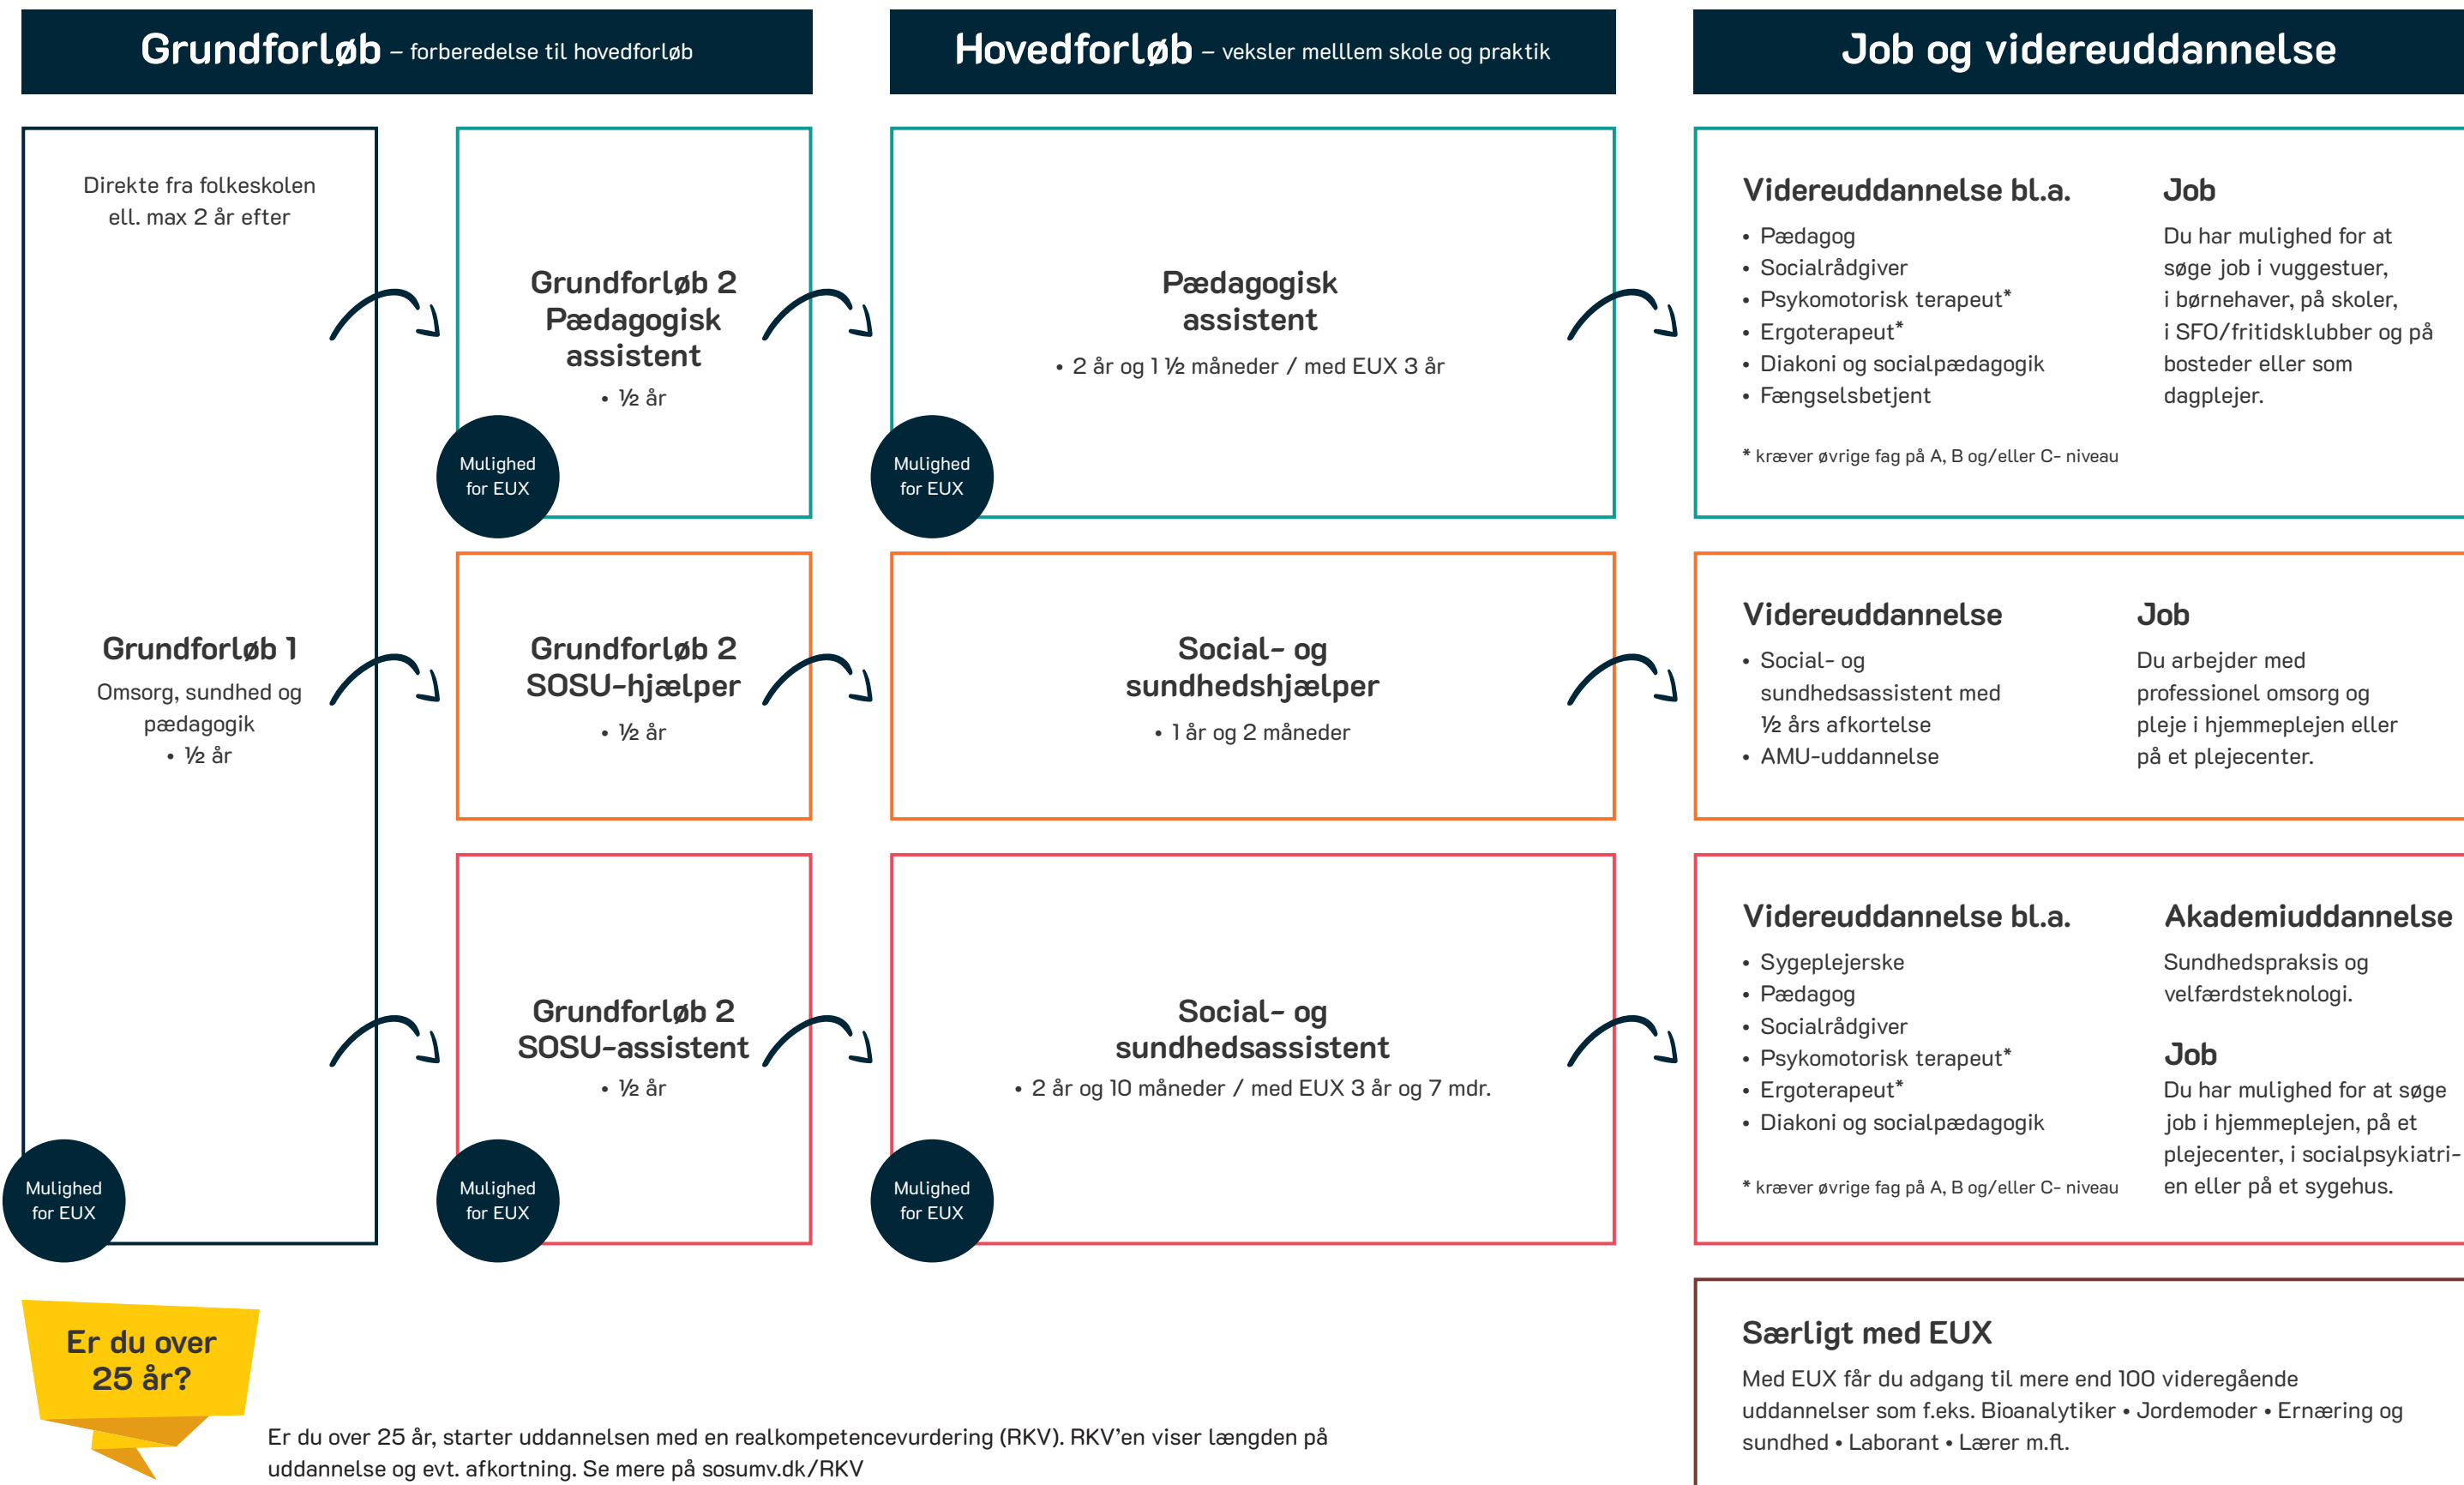 Grundforløb – forberedelse til hovedforløb
Hovedforløb – veksler melllem skole og praktik
Job og videreuddannelse
Direkte fra folkeskolen
ell. max 2 år efter
Grundforløb 1
Omsorg, sundhed og
pædagogik
• ½ år
Mulighed
for EUX
Grundforløb 2
Pædagogisk
assistent
• ½ år
Mulighed
for EUX
Pædagogisk
assistent
• 2 år og 1 ½ måneder / med EUX 3 år
Mulighed
for EUX
Videreuddannelse bl.a.
• Pædagog
• Socialrådgiver
• Psykomotorisk terapeut*
• Ergoterapeut*
• Diakoni og socialpædagogik
• Fængselsbetjent
* kræver øvrige fag på A, B og/eller C- niveau
Job
Du har mulighed for at
søge job i vuggestuer,
i børnehaver, på skoler,
i SFO/fritidsklubber og på
bosteder eller som
dagplejer.
Grundforløb 2
SOSU-hjælper
• ½ år
Social- og
sundhedshjælper
• 1 år og 2 måneder
Videreuddannelse
• Social- og
sundhedsassistent med
½ års afkortelse
• AMU-uddannelse
Job
Du arbejder med
professionel omsorg og
pleje i hjemmeplejen eller
på et plejecenter.
Grundforløb 2
SOSU-assistent
• ½ år
Mulighed
for EUX
Social- og
sundhedsassistent
• 2 år og 10 måneder / med EUX 3 år og 7 mdr.
Mulighed
for EUX
Videreuddannelse bl.a.
• Sygeplejerske
• Pædagog
• Socialrådgiver
• Psykomotorisk terapeut*
• Ergoterapeut*
• Diakoni og socialpædagogik
* kræver øvrige fag på A, B og/eller C- niveau
Akademiuddannelse
Sundhedspraksis og
velfærdsteknologi.
Job
Du har mulighed for at søge
job i hjemmeplejen, på et
plejecenter, i socialpsykiatri-
en eller på et sygehus.
Er du over
25 år?
Er du over 25 år, starter uddannelsen med en realkompetencevurdering (RKV). RKV'en viser længden på
uddannelse og evt. afkortning. Se mere på sosumv.dk/RKV
Særligt med EUX
Med EUX får du adgang til mere end 100 videregående
uddannelser som f.eks. Bioanalytiker • Jordemoder • Ernæring og
sundhed • Laborant • Lærer m.fl.